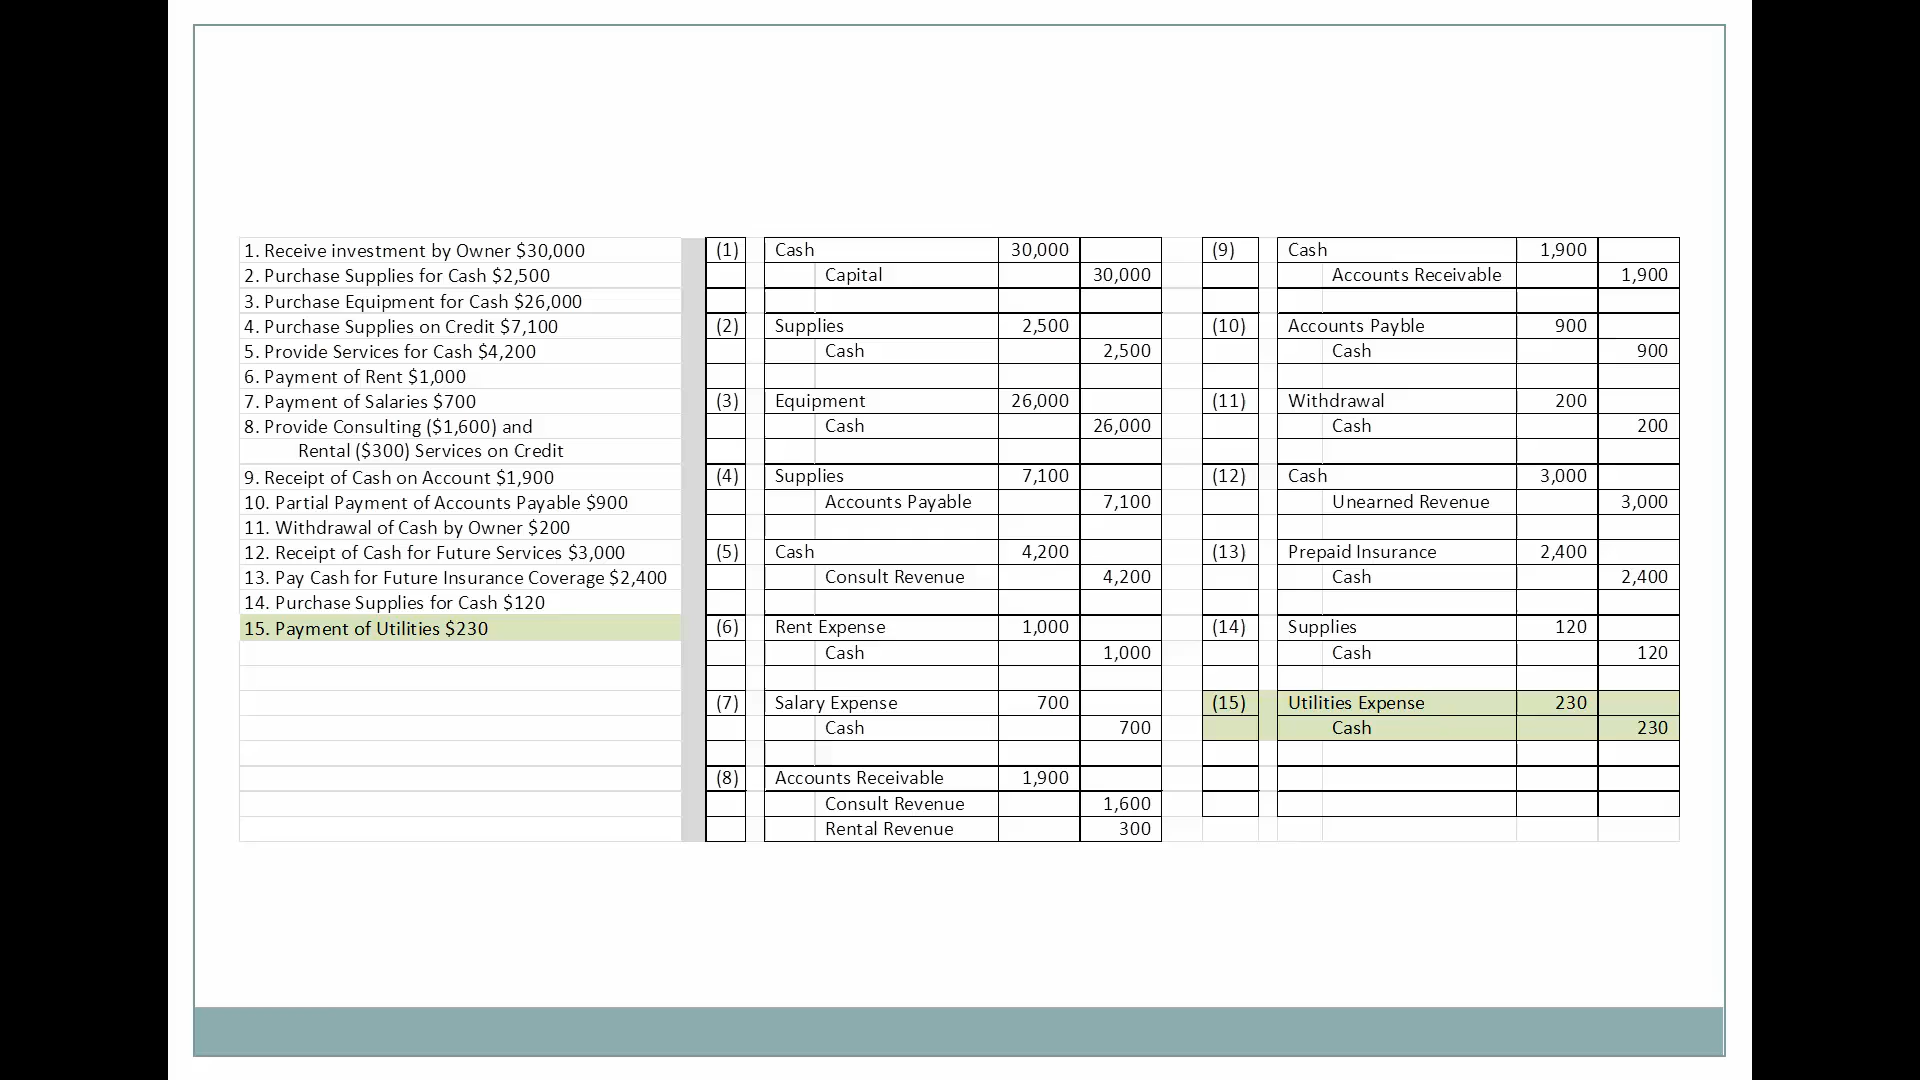 1. Receive investment by Owner $30,000
2. Purchase Supplies for Cash $2,500
3. Purchase Equipment for Cash $26,000
4. Purchase Supplies on Credit $7,100
5. Provide Services for Cash $4,200
6. Payment of Rent $1,000
7. Payment of Salaries $700
8. Provide Consulting ($1,600) and
Rental ($300) Services on Credit
9. Receipt of Cash on Account $1,900
10. Partial Payment of Accounts Payable $900
11. Withdrawal of Cash by Owner $200
12. Receipt of Cash for Future Services $3,000
13. Pay Cash for Future Insurance Coverage $2,400
14. Purchase Supplies for Cash $120
15. Payment of Utilities $230
(1) Cash 30,000
Capital 30,000
(2) Supplies 2,500
Cash 2,500
(3) Equipment 26,000
Cash 26,000
(4) Supplies 7,100
Accounts Payable 7,100
(5) Cash 4,200
Consult Revenue 4,200
(6) Rent Expense 1,000
Cash 1,000
(7) Salary Expense 700
Cash 700
(8) Accounts Receivable 1,900
Consult Revenue 1,600
Rental Revenue 300
(9) Cash 1,900
Accounts Receivable 1,900
(10) Accounts Payble 900
Cash 900
(11) Withdrawal 200
Cash 200
(12) Cash 3,000
Unearned Revenue 3,000
(13) Prepaid Insurance 2,400
Cash 2,400
(14) Supplies 120
Cash 120
(15) Utilities Expense 230
Cash 230